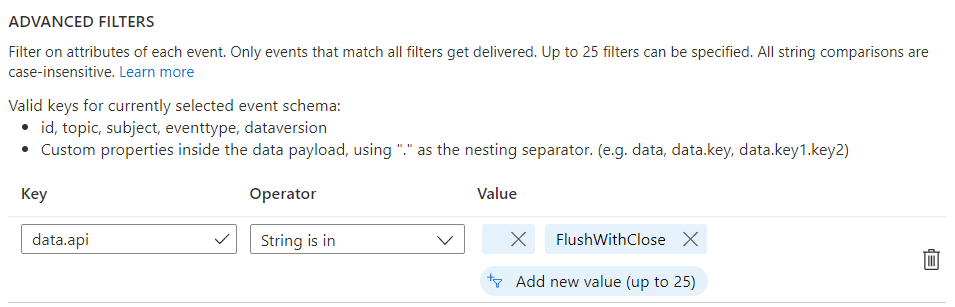 ADVANCED FILTERS
Filter on attributes of each event. Only events that match all filters get delivered. Up to 25 filters can be specified. All string comparisons are
case-insensitive. Learn more
Valid keys for currently selected event schema:
• id, topic, subject, eventtype, dataversion
• Custom properties inside the data payload, using "." as the nesting separator. (e.g. data, data.key, data.key1.key2)
Key Operator Value
data.api String is in FlushWithClose
Add new value (up to 25)